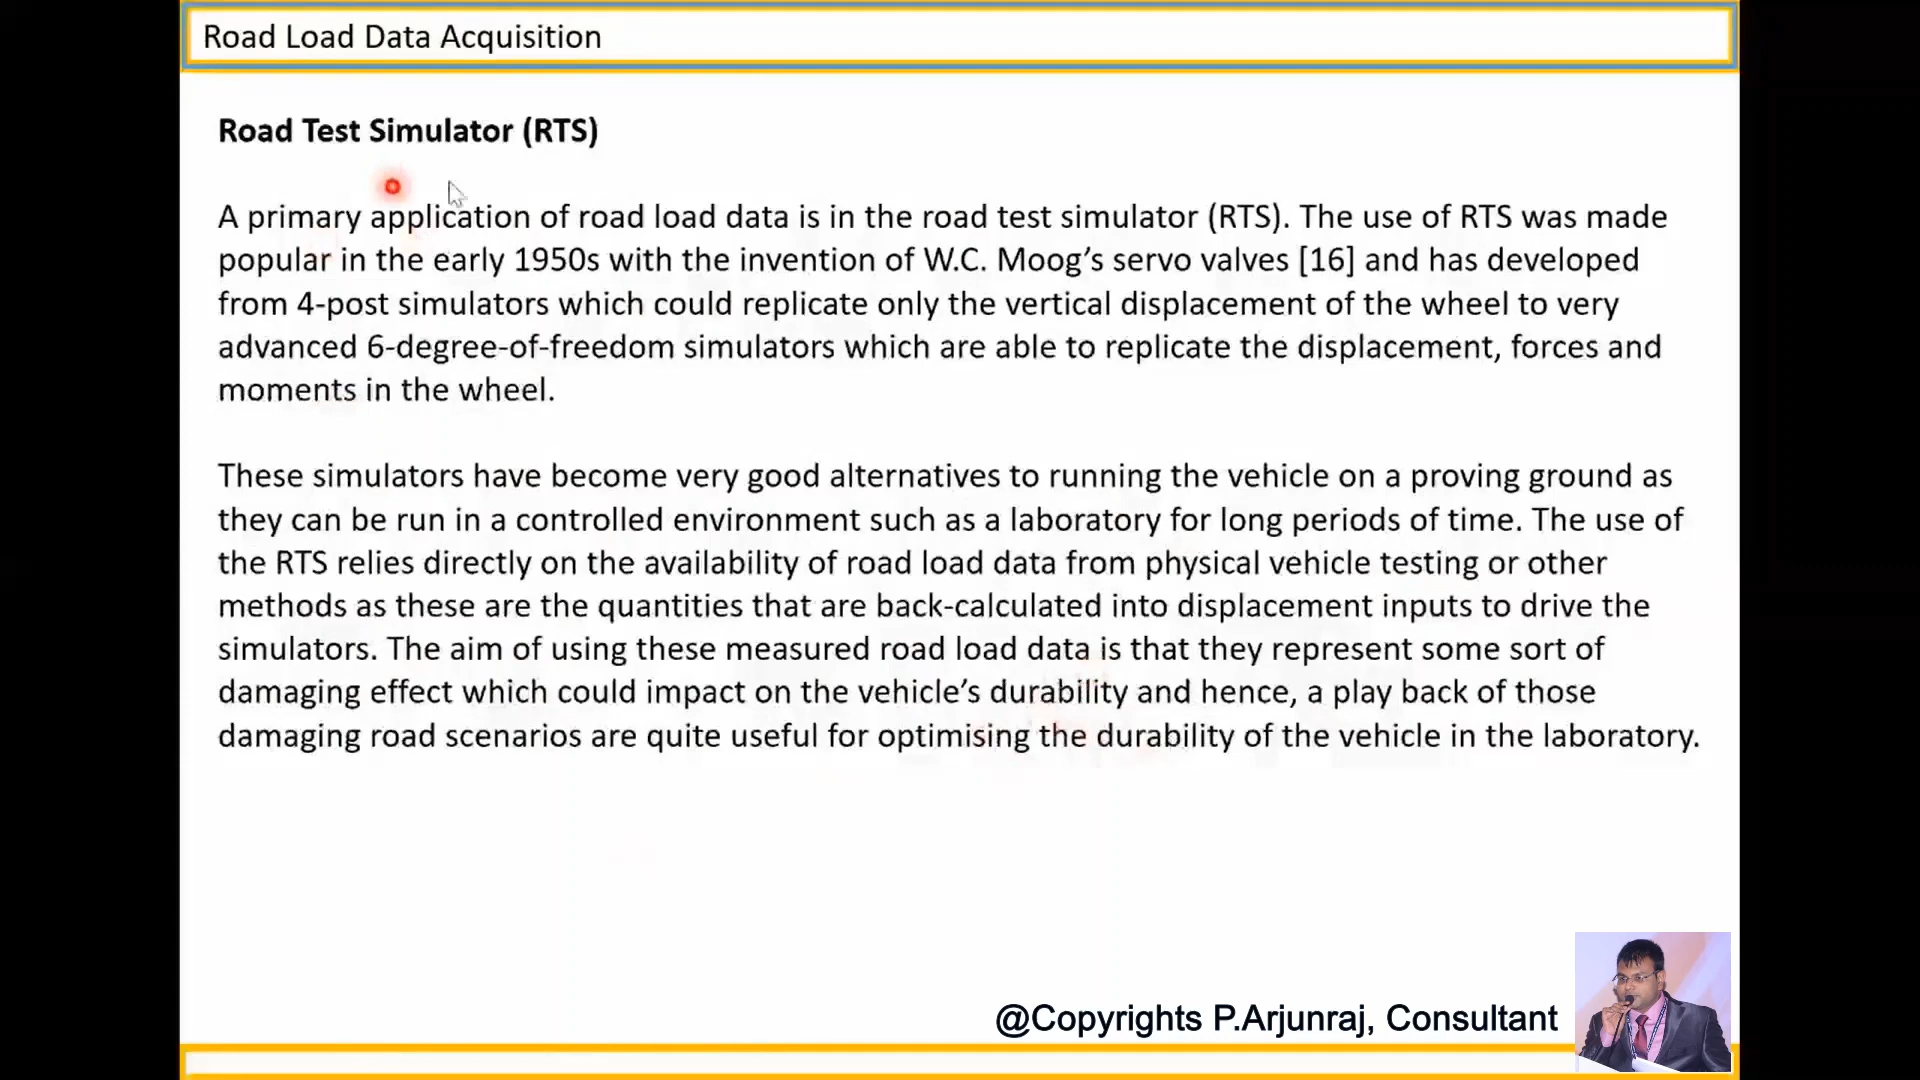 Road Load Data Acquisition
Road Test Simulator (RTS)
A primary application of road load data is in the road test simulator (RTS). The use of RTS was made
popular in the early 1950s with the invention of W.C. Moog’s servo valves [16] and has developed
from 4-post simulators which could replicate only the vertical displacement of the wheel to very
advanced 6-degree-of-freedom simulators which are able to replicate the displacement, forces and
moments in the wheel.
These simulators have become very good alternatives to running the vehicle on a proving ground as
they can be run in a controlled environment such as a laboratory for long periods of time. The use of
the RTS relies directly on the availability of road load data from physical vehicle testing or other
methods as these are the quantities that are back-calculated into displacement inputs to drive the
simulators. The aim of using these measured road load data is that they represent some sort of
damaging effect which could impact on the vehicle’s durability and hence, a play back of those
damaging road scenarios are quite useful for optimising the durability of the vehicle in the laboratory.
@Copyrights P.Arjunraj, Consultant